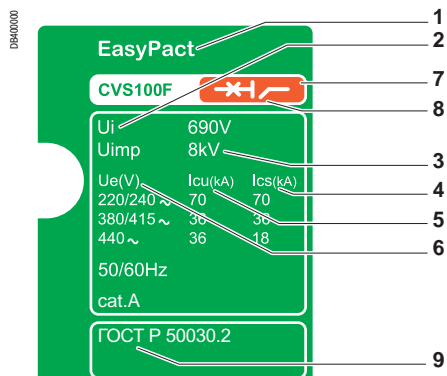 DB400000
EasyPact
CVS100F
Ui 690V
Uimp 8kV
Ue(V) Icu(kA) Ics(kA)
220/240 ~ 70 70
380/415 ~ 36 36
440 ~ 36 18
50/60Hz
cat.A
ГОСТ Р 50030.2
1
2
7
8
3
4
5
6
9